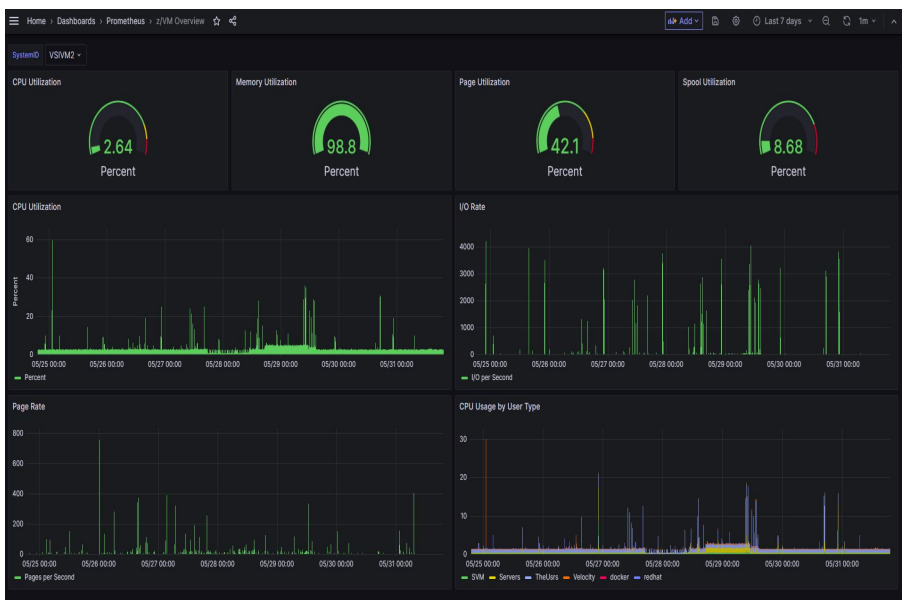 Home › Dashboards › Prometheus › z/VM Overview
Add
Last 7 days
1m
SystemID VSIVM2
CPU Utilization
2.64
Percent
Memory Utilization
98.8
Percent
Page Utilization
42.1
Percent
Spool Utilization
8.68
Percent
CPU Utilization
Percent
60
40
20
0
05/25 00:00 05/26 00:00 05/27 00:00 05/28 00:00 05/29 00:00 05/30 00:00 05/31 00:00
Percent
I/O Rate
4000
3000
2000
1000
0
05/25 00:00 05/26 00:00 05/27 00:00 05/28 00:00 05/29 00:00 05/30 00:00 05/31 00:00
I/O per Second
Page Rate
800
600
400
200
0
05/25 00:00 05/26 00:00 05/27 00:00 05/28 00:00 05/29 00:00 05/30 00:00 05/31 00:00
Pages per Second
CPU Usage by User Type
30
20
10
0
05/25 00:00 05/26 00:00 05/27 00:00 05/28 00:00 05/29 00:00 05/30 00:00 05/31 00:00
SVM Servers TheUsrs Velocity docker redhat